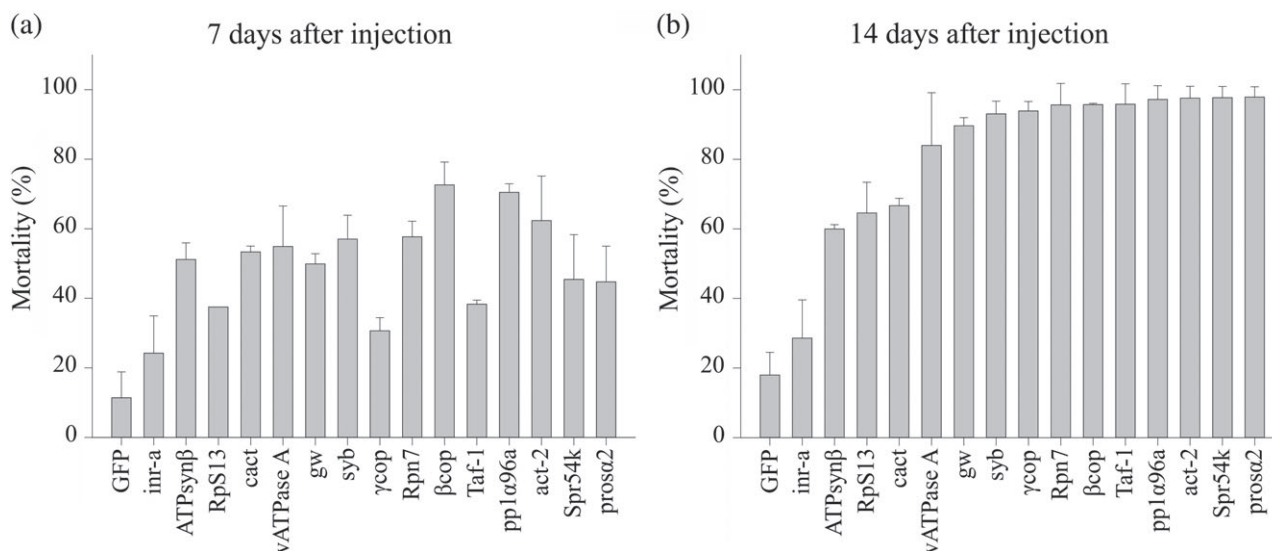 (a)
7 days after injection
Mortality (%)
100
80
60
40
20
0
GFP
inr-a
ATPsynβ
RpS13
cact
vATPase A
gw
syb
γcop
Rpn7
βcop
Taf-1
pp1α96a
act-2
Spr54k
prosα2
(b)
14 days after injection
Mortality (%)
100
80
60
40
20
0
GFP
inr-a
ATPsynβ
RpS13
cact
vATPase A
gw
syb
γcop
Rpn7
βcop
Taf-1
pp1α96a
act-2
Spr54k
prosα2